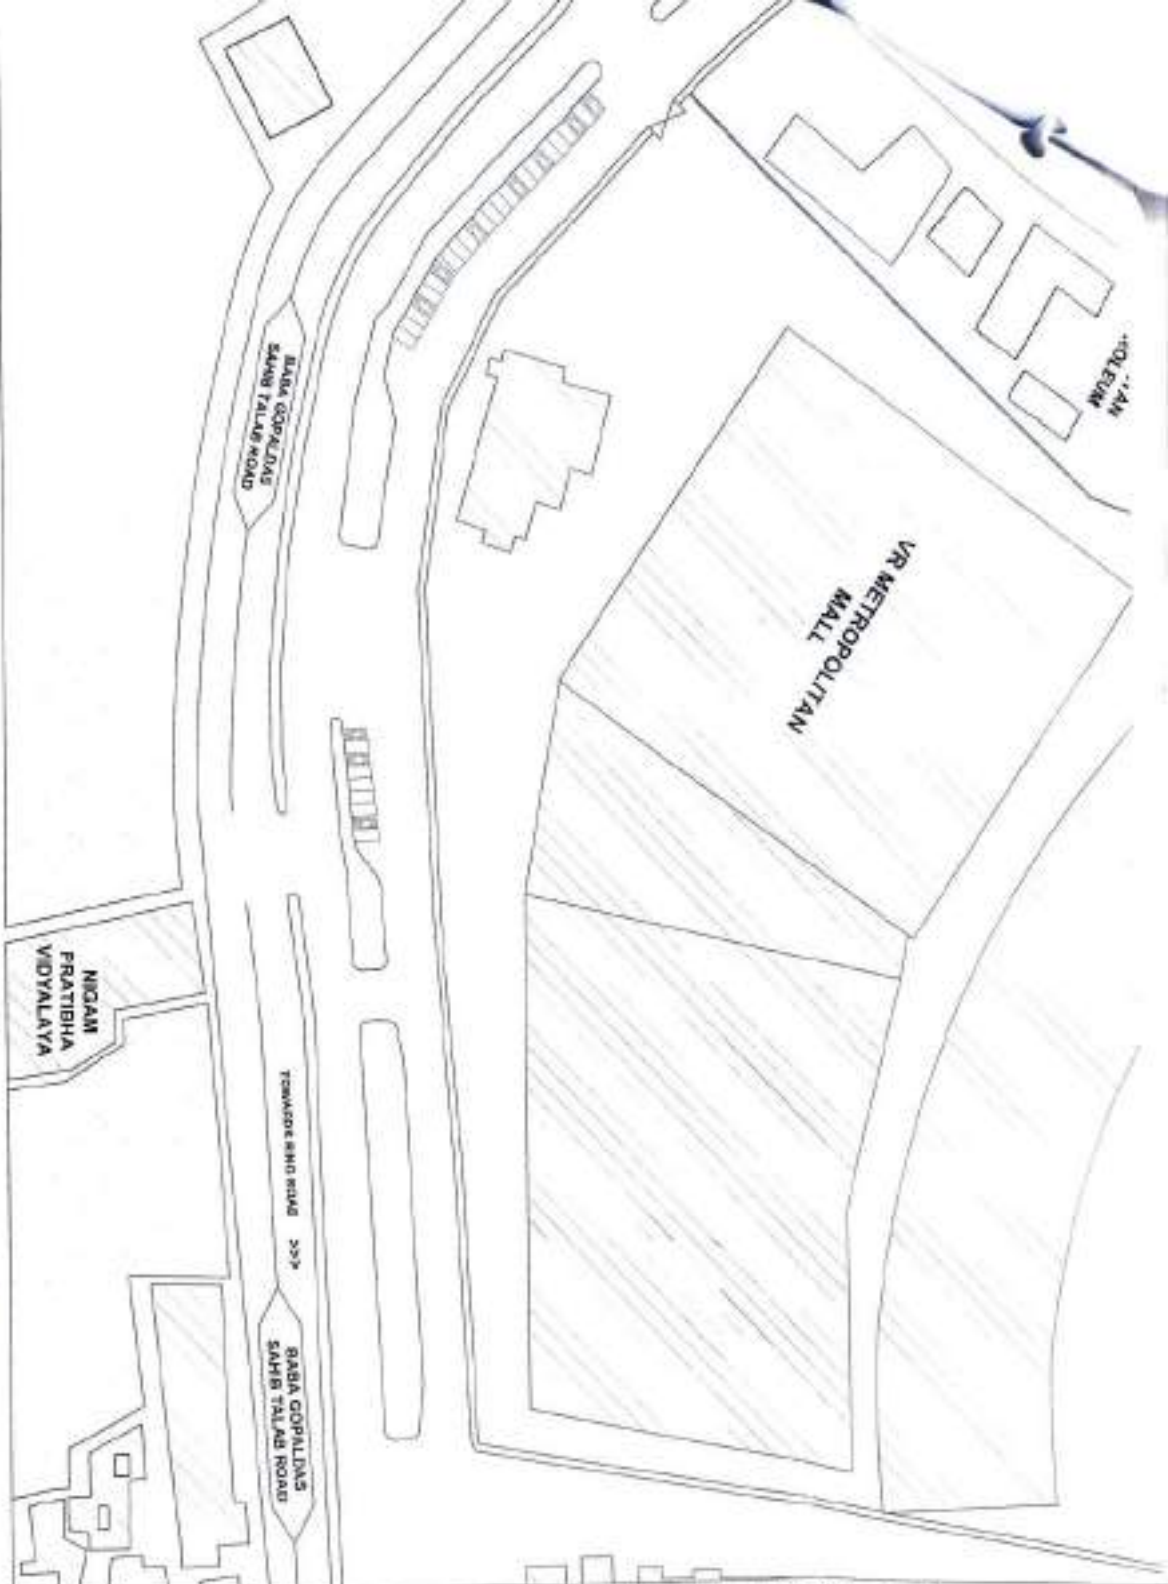 BABA GOPALDAS
SAHIB TALAB ROAD
OLEUM
VR METROPOLITAN
MALL
NIGAM
PRATIBHA
VIDYALAYA
TOWARDS RING ROAD >>>
BABA GOPALDAS
SAHIB TALAB ROAD